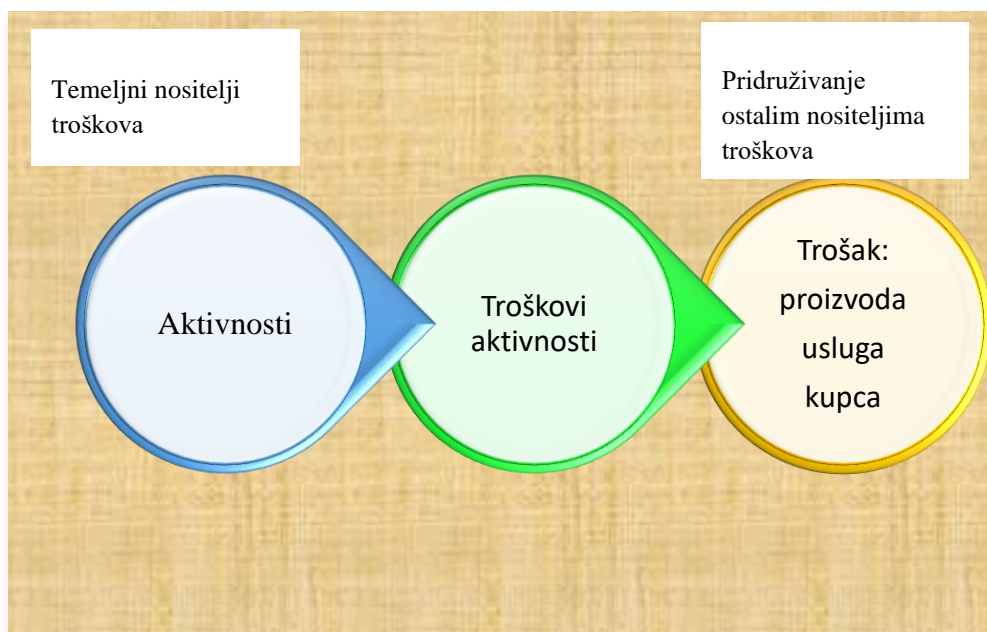 Temeljni nositelji
troškova
Pridruživanje
ostalim nositeljima
troškova
Aktivnosti
Troškovi
aktivnosti
Trošak:
proizvoda
usluga
kupca